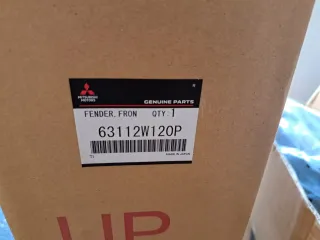 MITSUBISHI
MOTORS
GENUINE PARTS
FENDER, FRON QTY 1
63112W120P
MADE IN JAPAN
UP